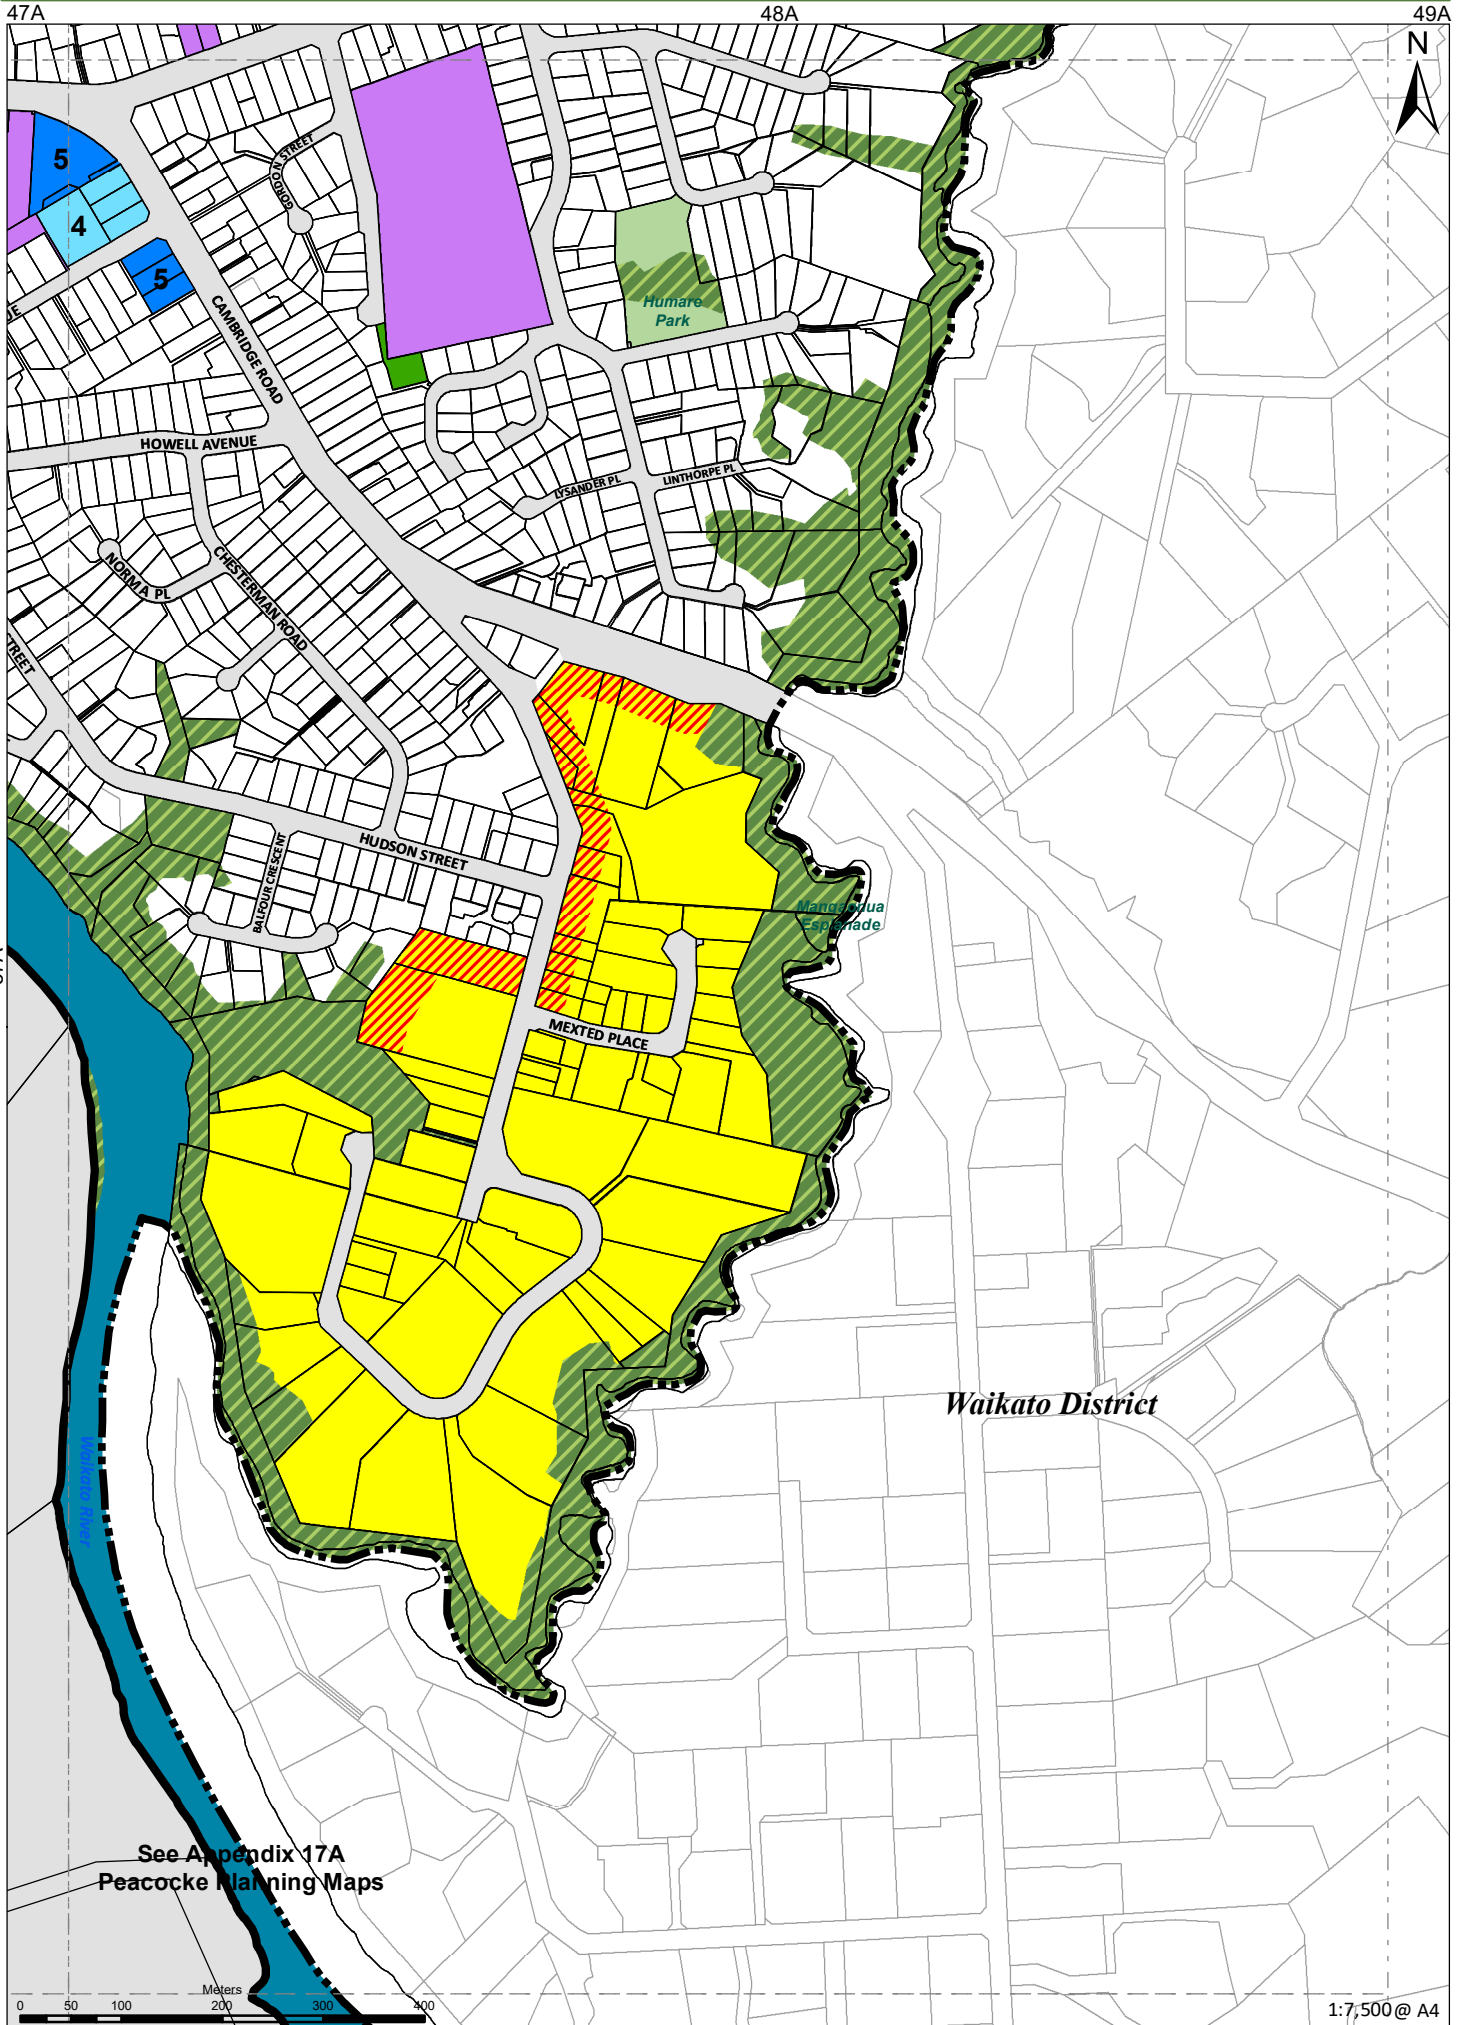 47A
48A
49A
N
5
4
5
GORDON STREET
CAMBRIDGE ROAD
Humare
Park
HOWELL AVENUE
LYSANDER PL
LINTHORPE PL
NORMA PL
CHESTERMAN ROAD
HUDSON STREET
BALFOUR CRESCENT
Mangaonua
Esplanade
MEXTED PLACE
Waikato District
Waikato River
See Appendix 17A
Peacocke Planning Maps
Meters
0 50 100 200 300 400
1:7,500@ A4